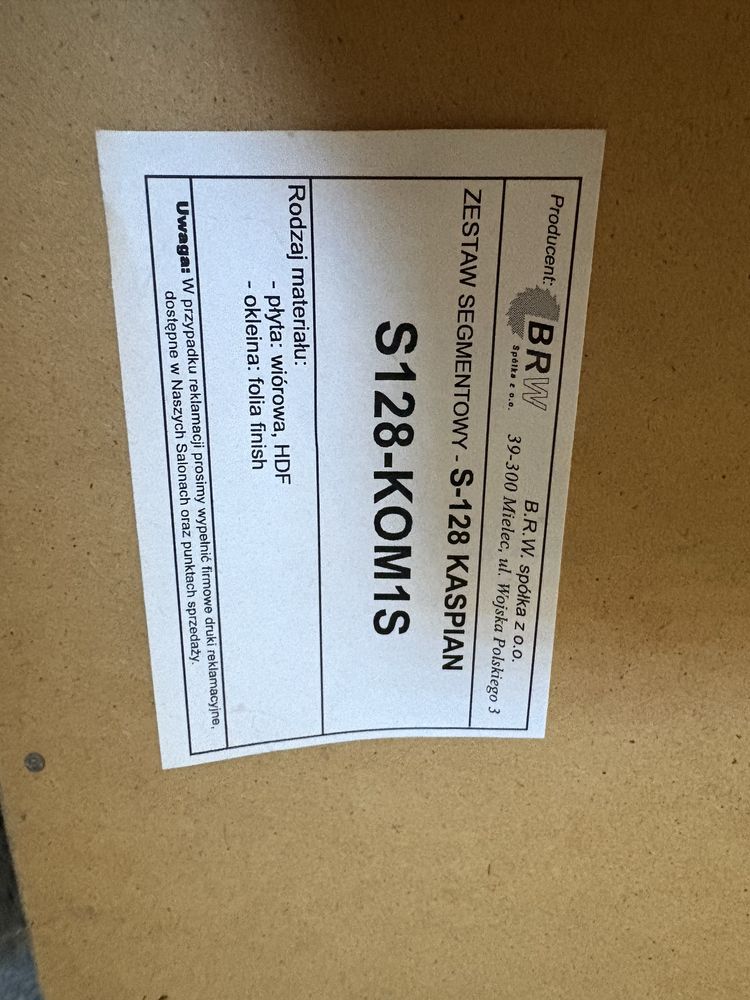 Producent:
BRW
Spółka z o.o.
B.R.W. spółka z o.o.
39-300 Mielec, ul. Wojska Polskiego 3
ZESTAW SEGMENTOWY - S-128 KASPIAN
S128-KOM1S
Rodzaj materiału:
- płyta: wiórowa, HDF
- okleina: folia finish
Uwaga: W przypadku reklamacji prosimy wypełnić firmowe druki reklamacyjne,
dostępne w Naszych Salonach oraz punktach sprzedaży.